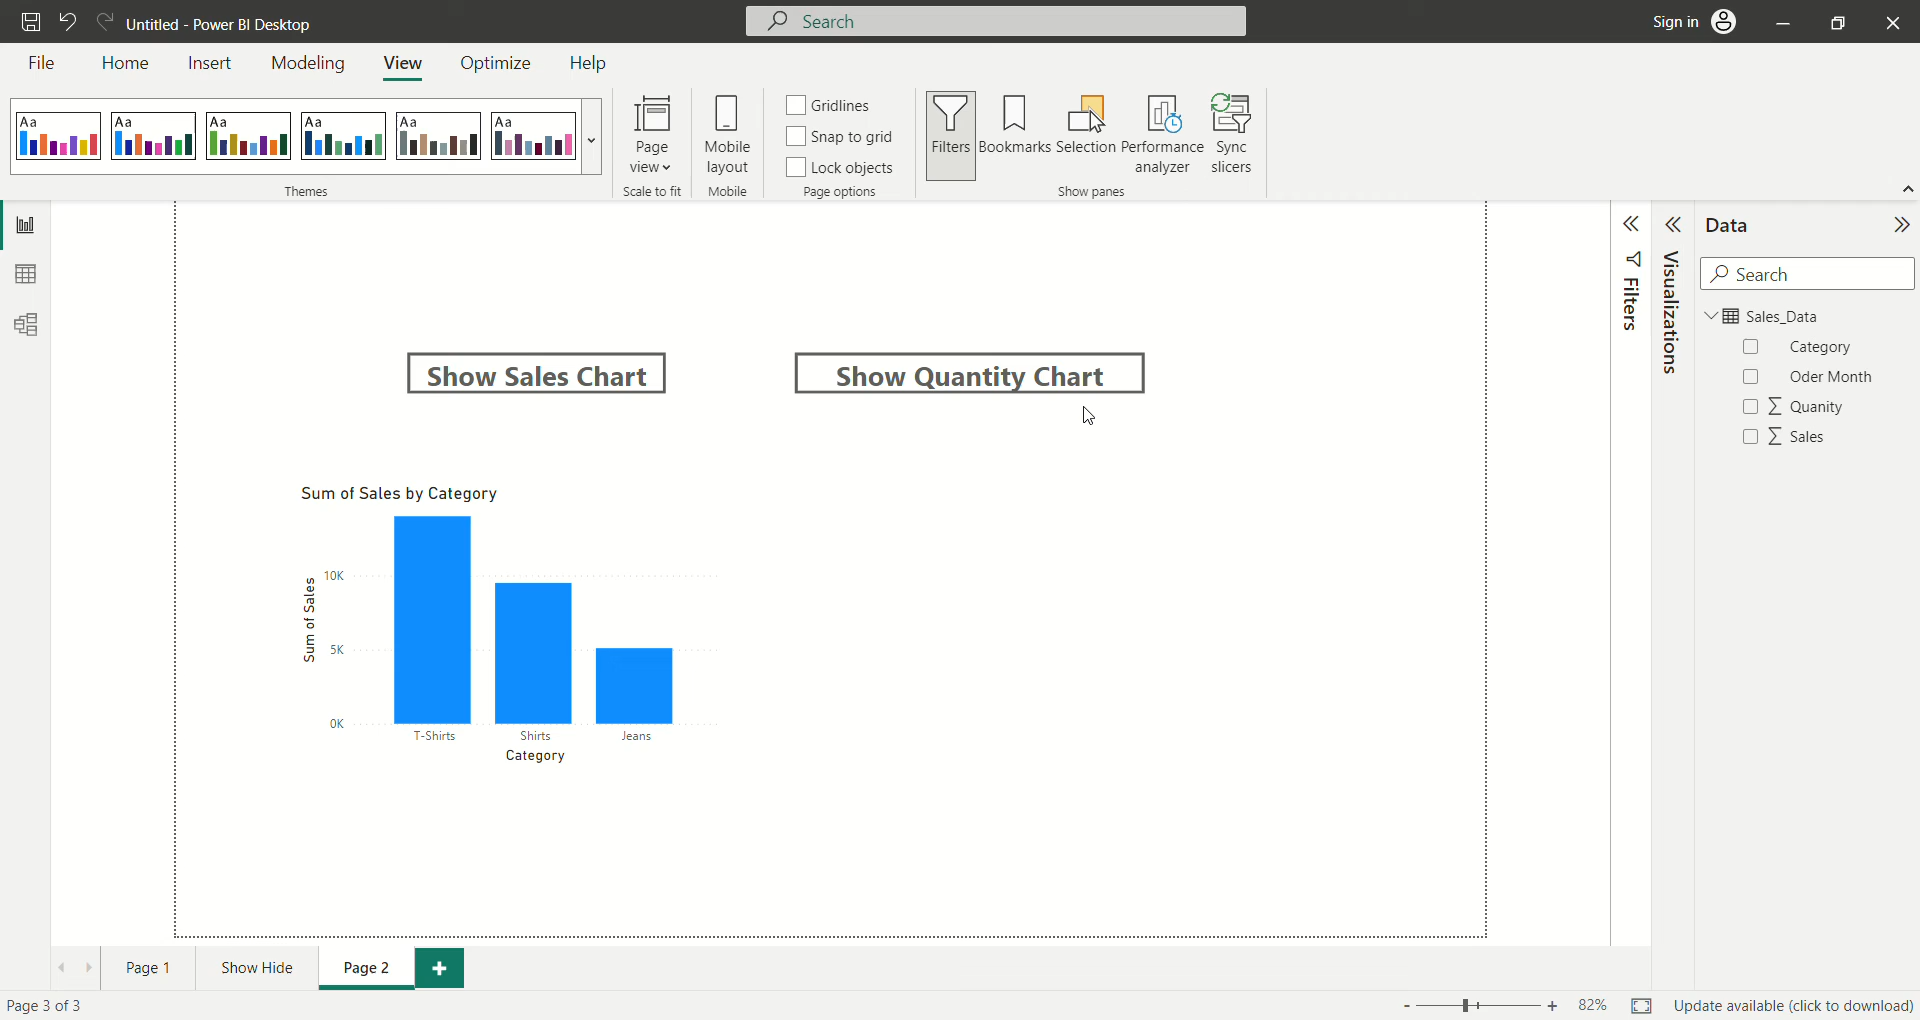 Untitled - Power BI Desktop
Search
Sign in
File Home Insert Modeling View Optimize Help
Aa Aa Aa Aa Aa Aa
Themes
Page view
Scale to fit
Mobile layout
Mobile
Gridlines
Snap to grid
Lock objects
Page options
Filters
Bookmarks
Selection
Performance analyzer
Sync slicers
Show panes
Show Sales Chart
Show Quantity Chart
Sum of Sales by Category
Sum of Sales
10K
5K
0K
T-Shirts Shirts Jeans
Category
Filters
Visualizations
Data
Search
Sales_Data
Category
Oder Month
Σ Quanity
Σ Sales
Page 1
Show Hide
Page 2
+
Page 3 of 3
- + 82%
Update available (click to download)